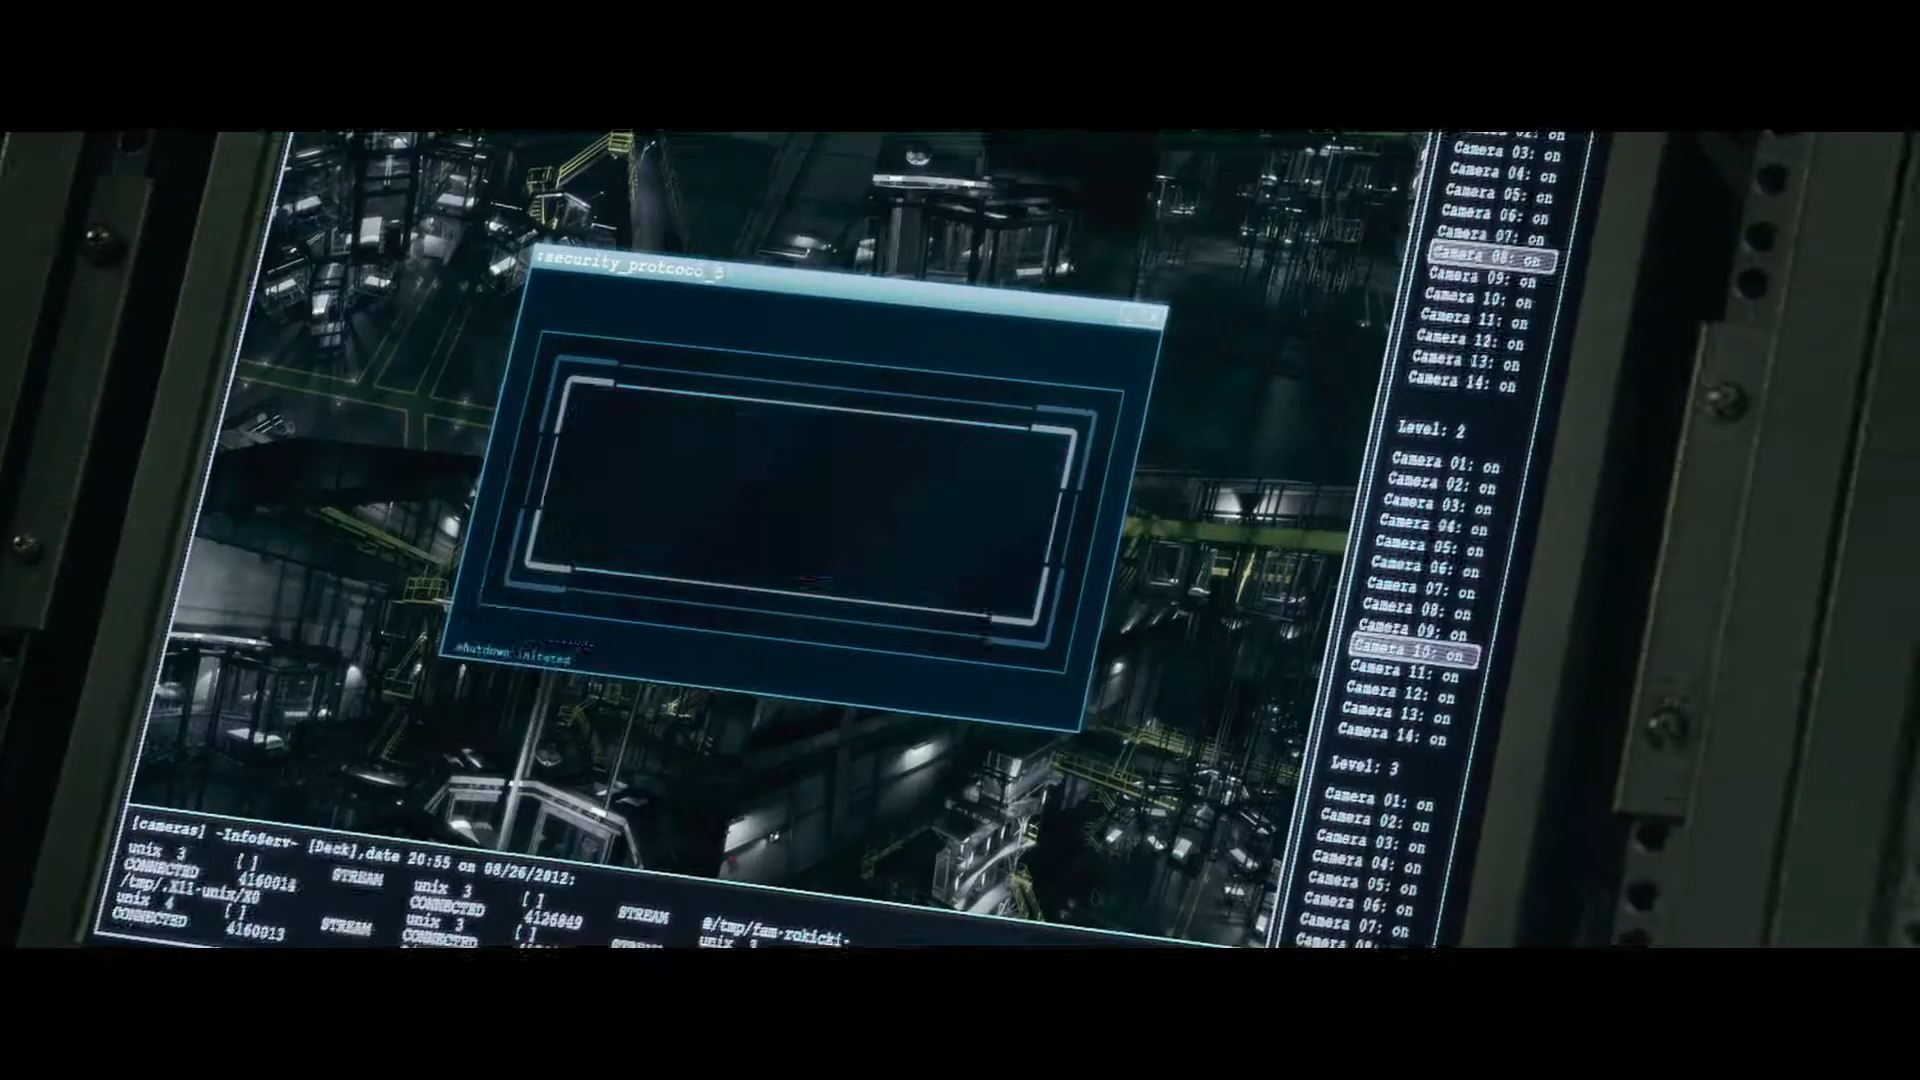 :security_protcoco_5
shutdown initated
Camera 03: on
Camera 04: on
Camera 05: on
Camera 06: on
Camera 07: on
Camera 08: on
Camera 09: on
Camera 10: on
Camera 11: on
Camera 12: on
Camera 13: on
Camera 14: on
Level: 2
Camera 01: on
Camera 02: on
Camera 03: on
Camera 04: on
Camera 05: on
Camera 06: on
Camera 07: on
Camera 08: on
Camera 09: on
Camera 10: on
Camera 11: on
Camera 12: on
Camera 13: on
Camera 14: on
Level: 3
Camera 01: on
Camera 02: on
Camera 03: on
Camera 04: on
Camera 05: on
Camera 06: on
Camera 07: on
[cameras] -InfoServ- [Deck],date 20:55 on 08/26/2012;
unix 3 [ ] STREAM
CONNECTED 4160014
/tmp/.X11-unix/X0
unix 4 [ ] STREAM
CONNECTED 4160013
unix 3 [ ] STREAM
CONNECTED 4126849
unix 3 [ ]
CONNECTED
@/tmp/fam-rokicki-
unix 3